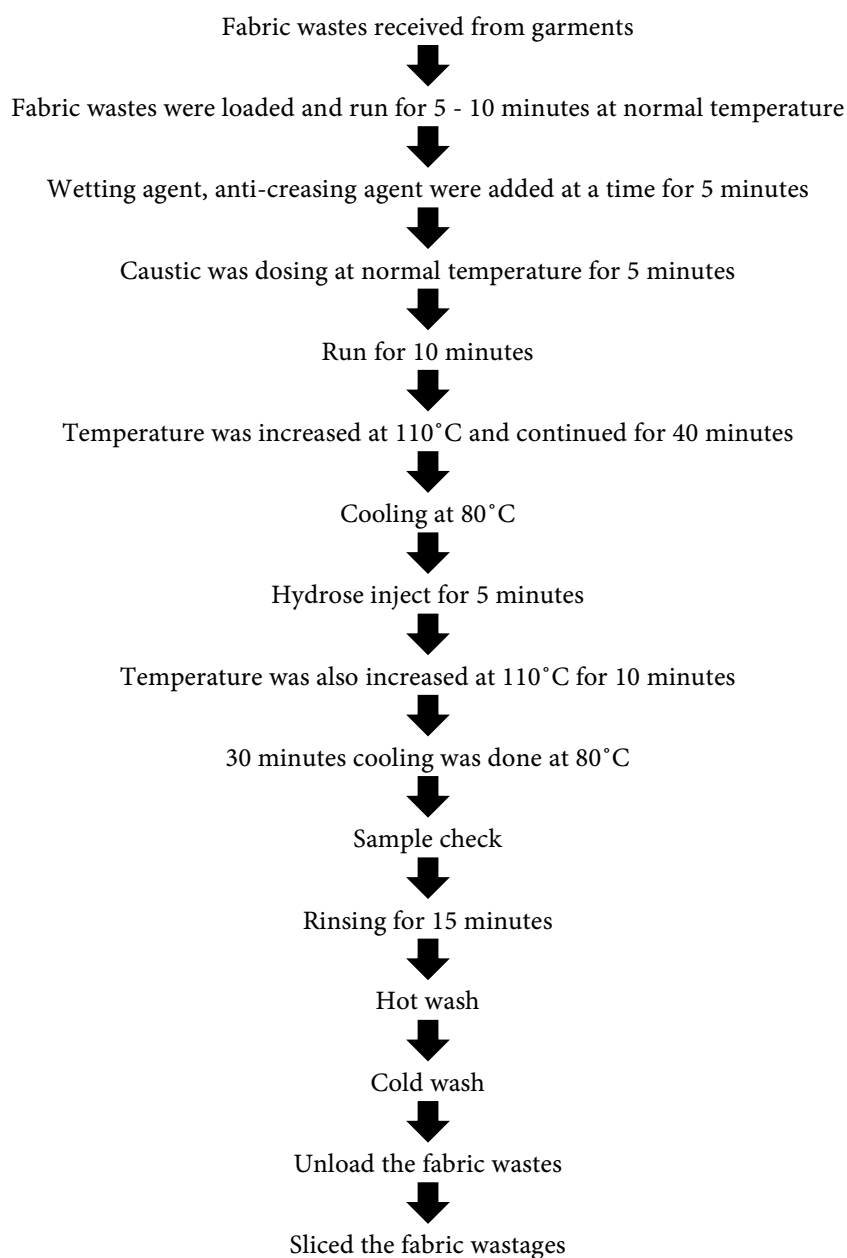 Fabric wastes received from garments
Fabric wastes were loaded and run for 5 - 10 minutes at normal temperature
Wetting agent, anti-creasing agent were added at a time for 5 minutes
Caustic was dosing at normal temperature for 5 minutes
Run for 10 minutes
Temperature was increased at 110˚C and continued for 40 minutes
Cooling at 80˚C
Hydrose inject for 5 minutes
Temperature was also increased at 110˚C for 10 minutes
30 minutes cooling was done at 80˚C
Sample check
Rinsing for 15 minutes
Hot wash
Cold wash
Unload the fabric wastes
Sliced the fabric wastages